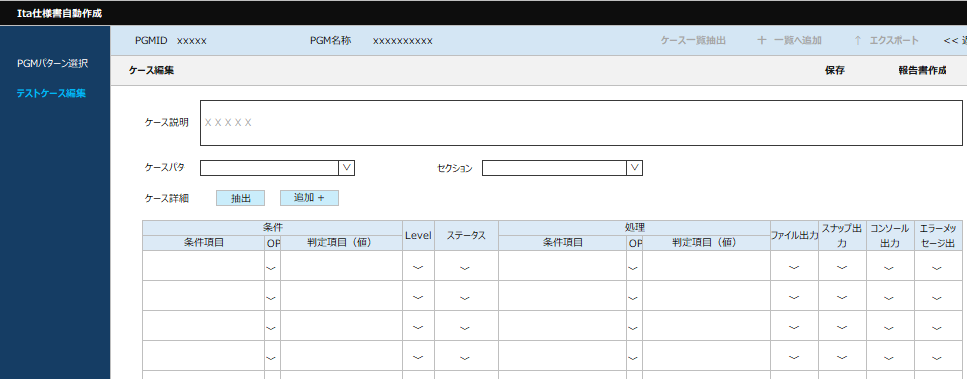 Ita仕様書自動作成
PGMID xxxxx PGM名称 xxxxxxxxxx ケース一覧抽出 ＋ 一覧へ追加 ↑ エクスポート <<
PGMパターン選択
テストケース編集
ケース編集 保存 報告書作成
ケース説明 ＸＸＸＸＸ
ケースパタ セクション
ケース詳細 抽出 追加 +
条件 Level ステータス 処理 ファイル出力 スナップ出力 コンソール出力 エラーメッセージ出
条件項目 OP 判定項目（値） 条件項目 OP 判定項目（値）